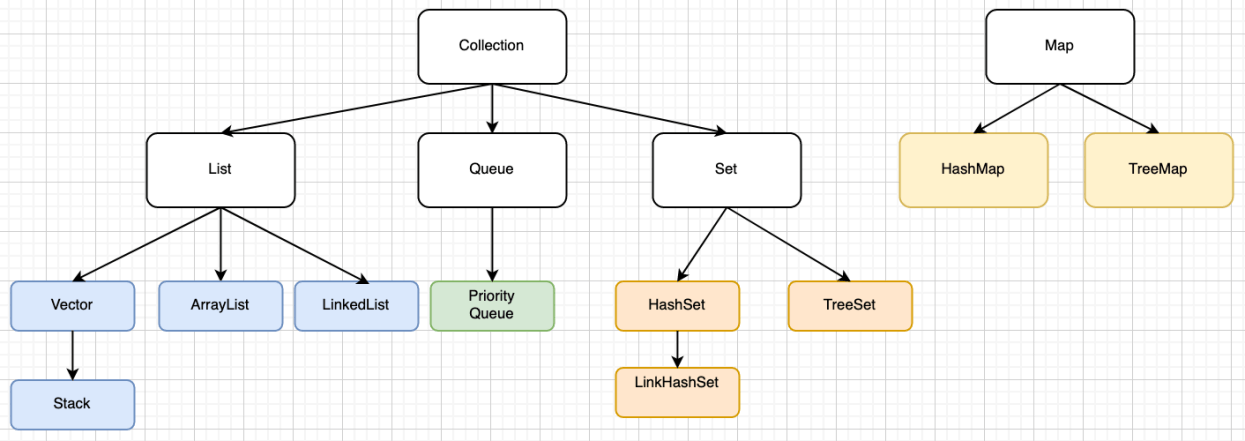 Collection
Map
List
Queue
Set
HashMap
TreeMap
Vector
ArrayList
LinkedList
Priority
Queue
HashSet
TreeSet
Stack
LinkHashSet